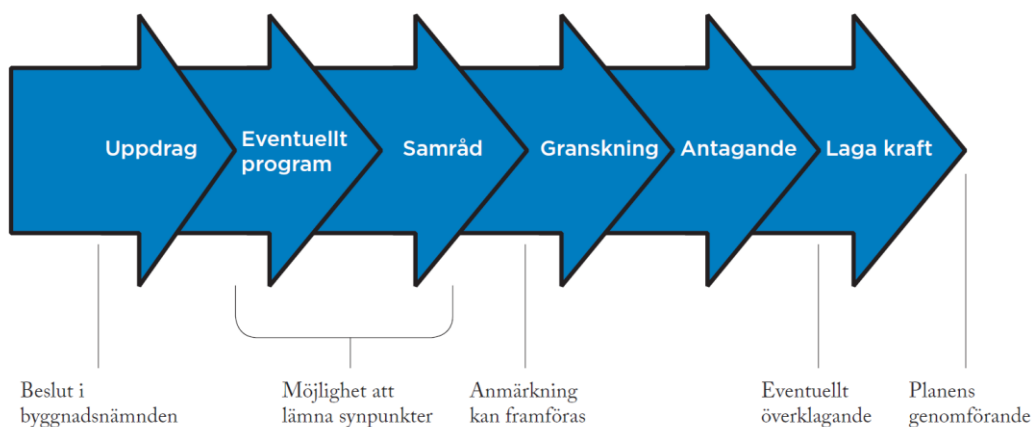 Uppdrag
Eventuellt
program
Samråd
Granskning
Antagande
Laga kraft
Beslut i
byggnadsnämnden
Möjlighet att
lämna synpunkter
Anmärkning
kan framföras
Eventuellt
överklagande
Planens
genomförande